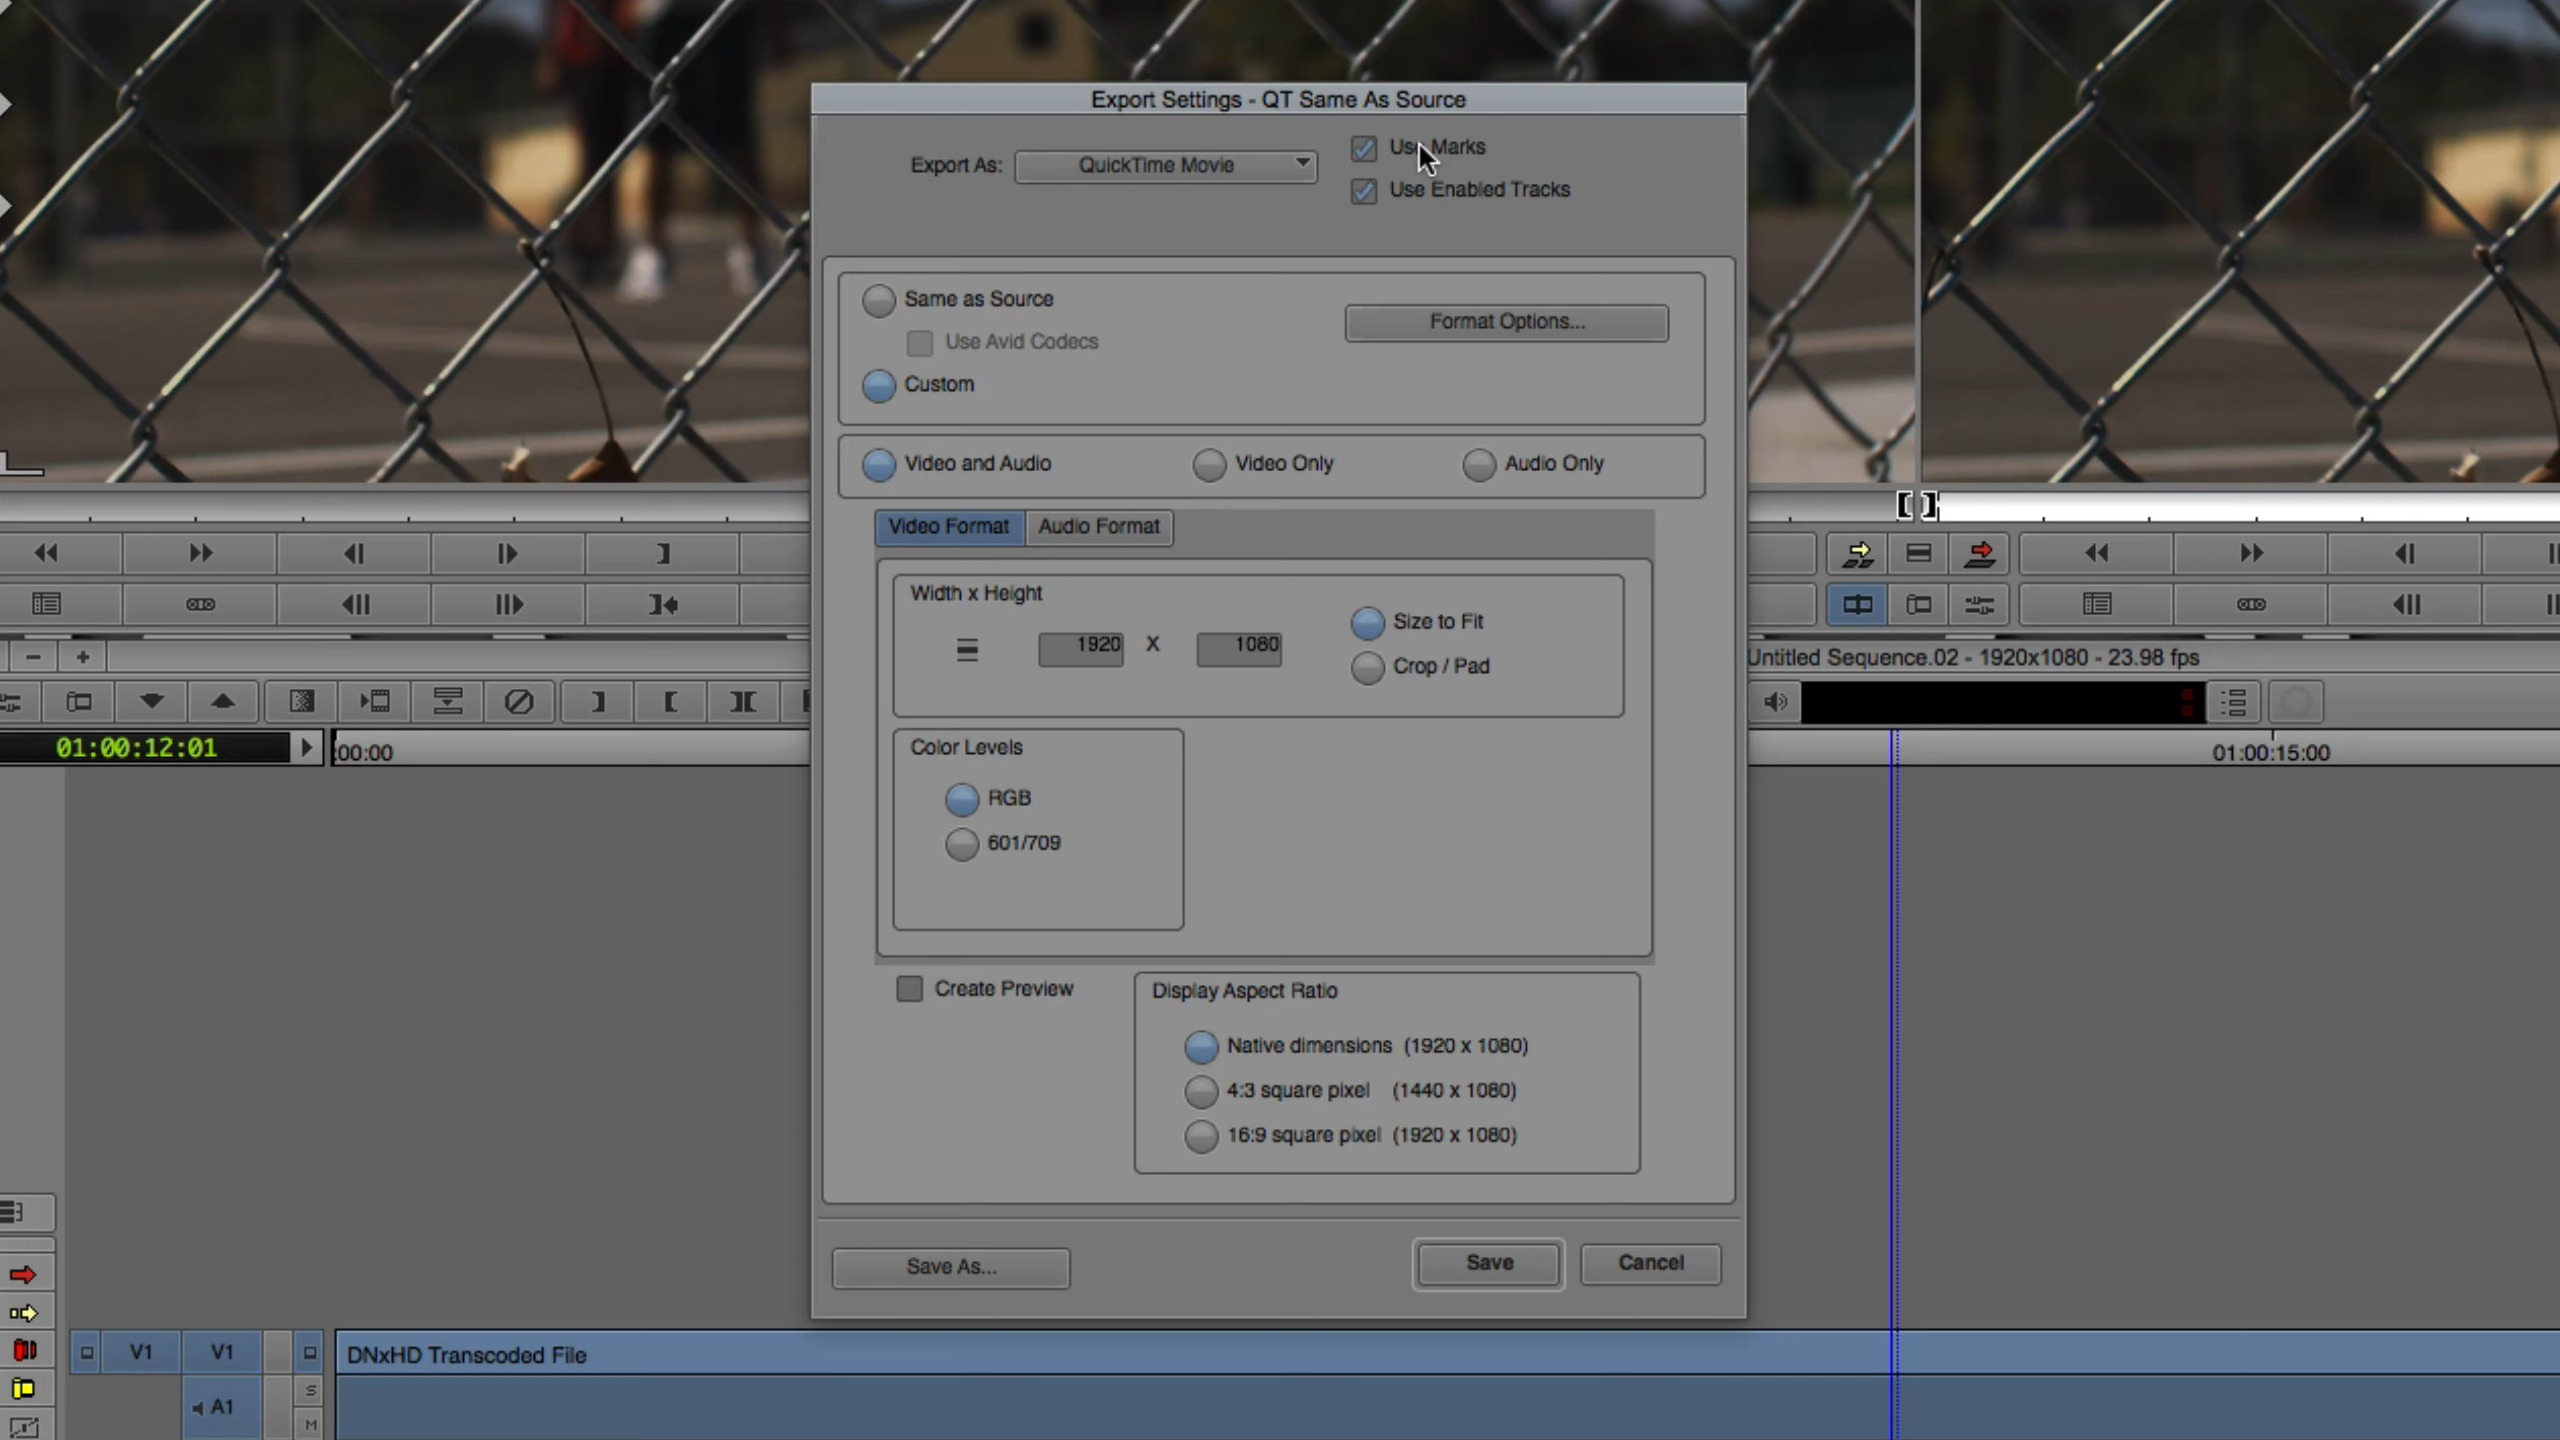 Export Settings - QT Same As Source
Export As:
QuickTime Movie
Use Marks
Use Enabled Tracks
Same as Source
Use Avid Codecs
Format Options...
Custom
Video and Audio
Video Only
Audio Only
Video Format
Audio Format
Width x Height
1920 X 1080
Size to Fit
Crop / Pad
Color Levels
RGB
601/709
Create Preview
Display Aspect Ratio
Native dimensions (1920 x 1080)
4:3 square pixel (1440 x 1080)
16:9 square pixel (1920 x 1080)
Save As...
Save
Cancel
Untitled Sequence.02 - 1920x1080 - 23.98 fps
01:00:12:01
:00:00
01:00:15:00
V1
V1
DNxHD Transcoded File
A1
S
M